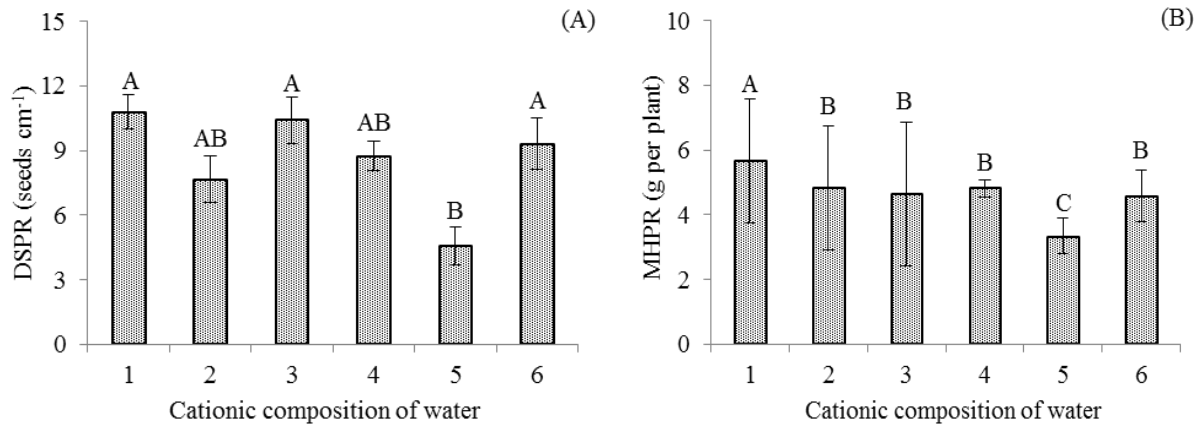 (A)
DSPR (seeds cm⁻¹)
15
12
9
6
3
0
A
AB
A
AB
B
A
1 2 3 4 5 6
Cationic composition of water
(B)
MHPR (g per plant)
10
8
6
4
2
0
A
B
B
B
C
B
1 2 3 4 5 6
Cationic composition of water